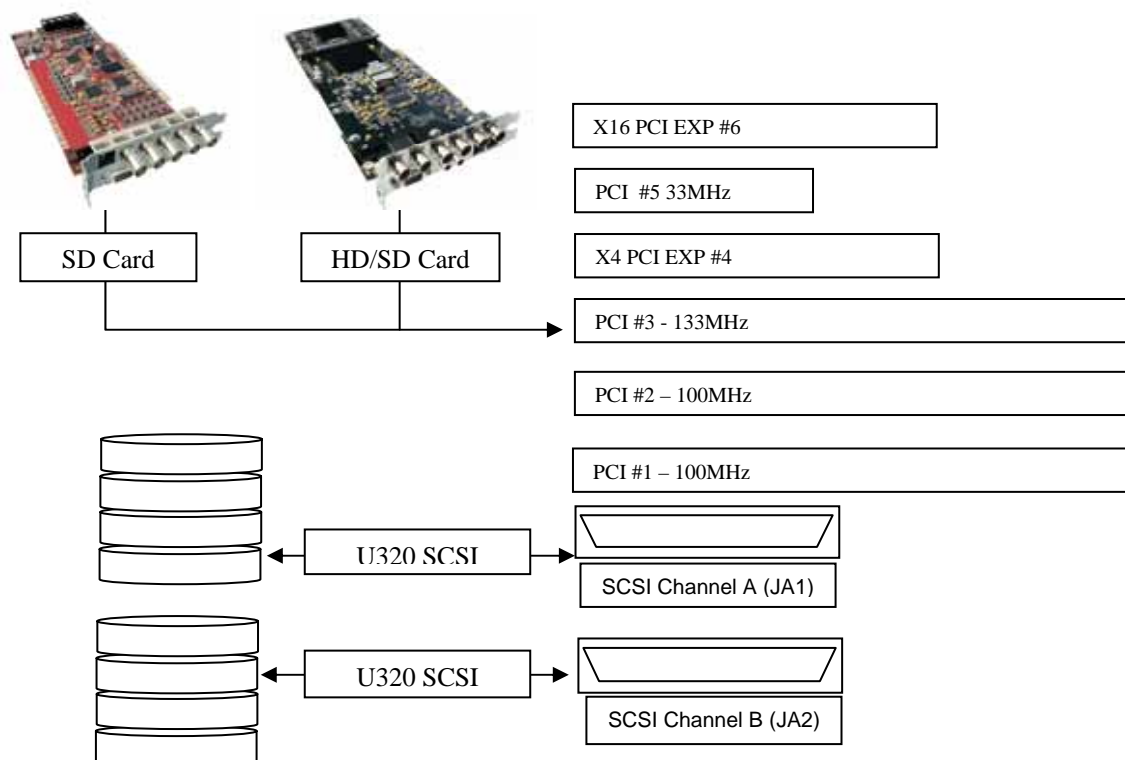 X16 PCI EXP #6
PCI #5 33MHz
SD Card
HD/SD Card
X4 PCI EXP #4
PCI #3 - 133MHz
PCI #2 – 100MHz
PCI #1 – 100MHz
U320 SCSI
SCSI Channel A (JA1)
U320 SCSI
SCSI Channel B (JA2)